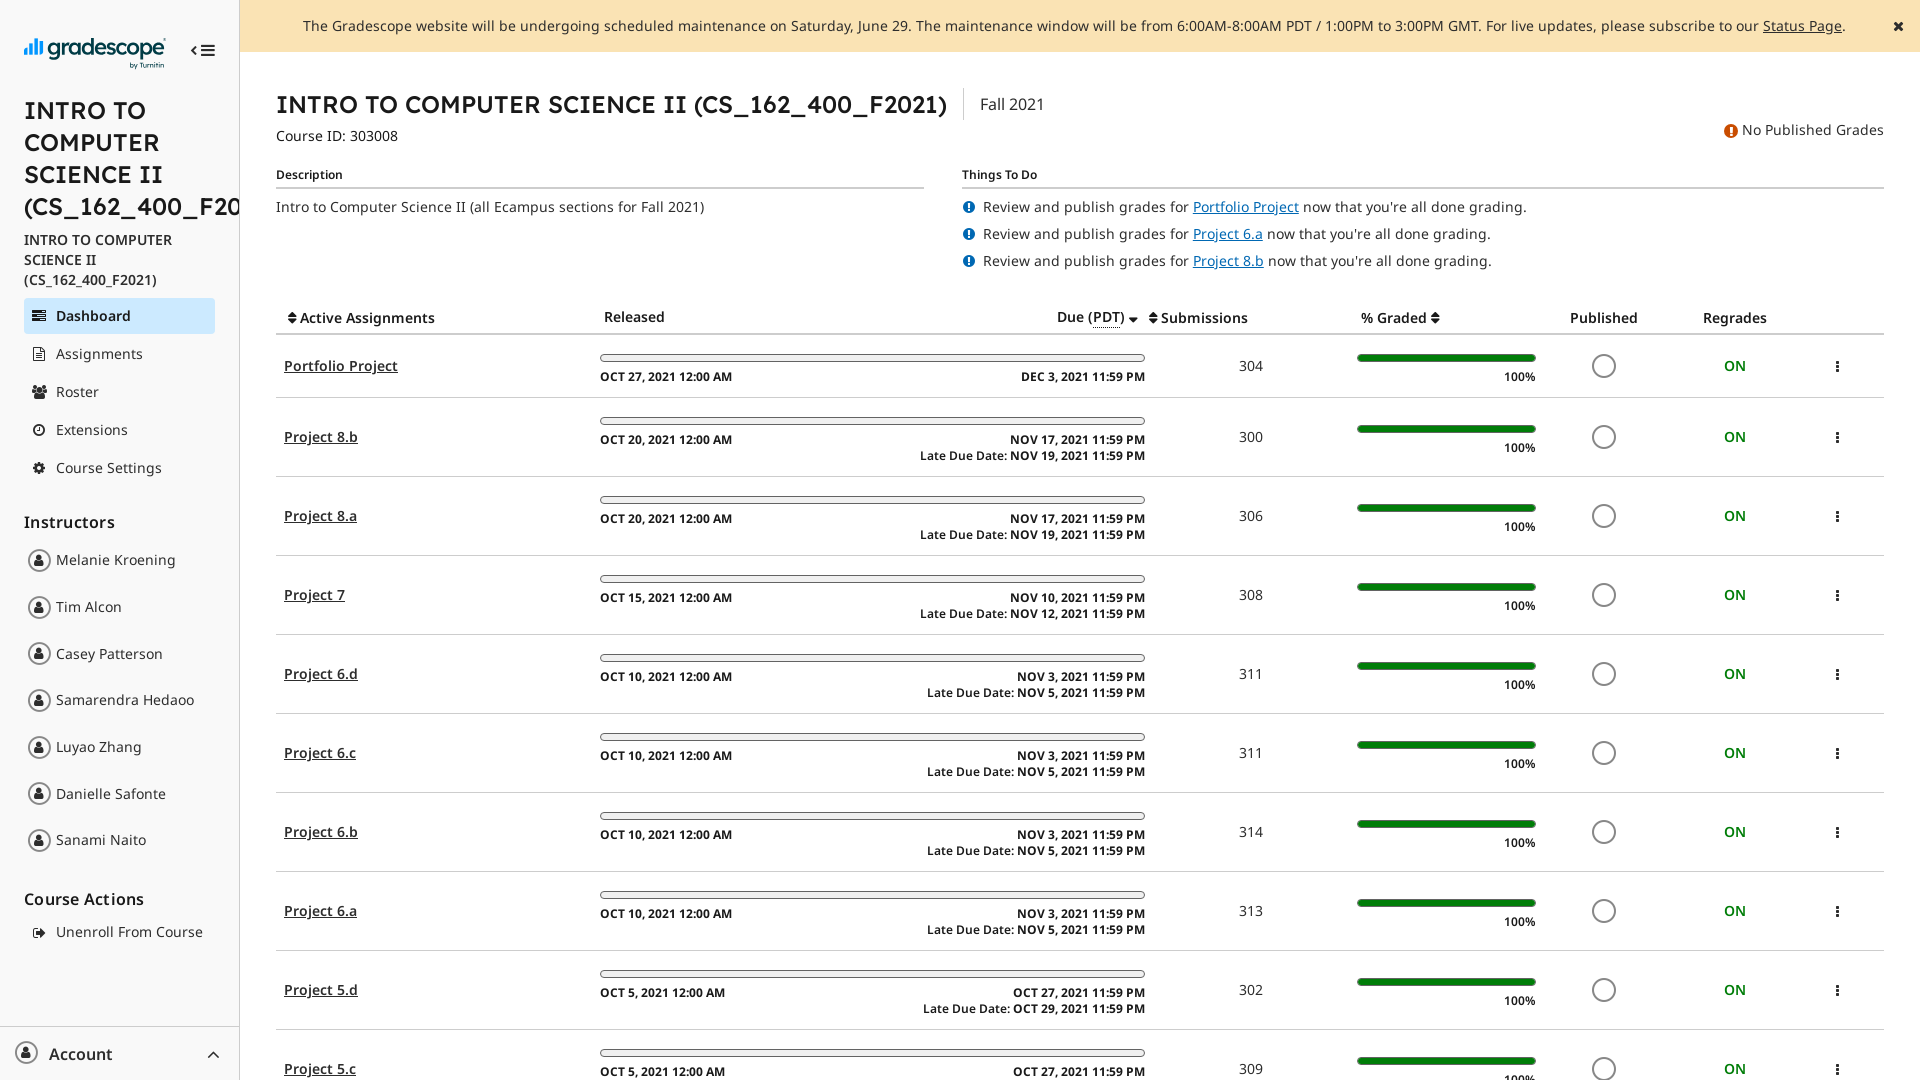 The Gradescope website will be undergoing scheduled maintenance on Saturday, June 29. The maintenance window will be from 6:00AM-8:00AM PDT / 1:00PM to 3:00PM GMT. For live updates, please subscribe to our Status Page.
gradescope
by Turnitin
INTRO TO
COMPUTER
SCIENCE II
(CS_162_400_F20
INTRO TO COMPUTER
SCIENCE II
(CS_162_400_F2021)
Dashboard
Assignments
Roster
Extensions
Course Settings
Instructors
Melanie Kroening
Tim Alcon
Casey Patterson
Samarendra Hedaoo
Luyao Zhang
Danielle Safonte
Sanami Naito
Course Actions
Unenroll From Course
Account
INTRO TO COMPUTER SCIENCE II (CS_162_400_F2021) Fall 2021
Course ID: 303008
No Published Grades
Description
Intro to Computer Science II (all Ecampus sections for Fall 2021)
Things To Do
Review and publish grades for Portfolio Project now that you're all done grading.
Review and publish grades for Project 6.a now that you're all done grading.
Review and publish grades for Project 8.b now that you're all done grading.
Active Assignments Released Due (PDT) Submissions % Graded Published Regrades
Portfolio Project OCT 27, 2021 12:00 AM DEC 3, 2021 11:59 PM 304 100% ON
Project 8.b OCT 20, 2021 12:00 AM NOV 17, 2021 11:59 PM 300 100% ON
Late Due Date: NOV 19, 2021 11:59 PM
Project 8.a OCT 20, 2021 12:00 AM NOV 17, 2021 11:59 PM 306 100% ON
Late Due Date: NOV 19, 2021 11:59 PM
Project 7 OCT 15, 2021 12:00 AM NOV 10, 2021 11:59 PM 308 100% ON
Late Due Date: NOV 12, 2021 11:59 PM
Project 6.d OCT 10, 2021 12:00 AM NOV 3, 2021 11:59 PM 311 100% ON
Late Due Date: NOV 5, 2021 11:59 PM
Project 6.c OCT 10, 2021 12:00 AM NOV 3, 2021 11:59 PM 311 100% ON
Late Due Date: NOV 5, 2021 11:59 PM
Project 6.b OCT 10, 2021 12:00 AM NOV 3, 2021 11:59 PM 314 100% ON
Late Due Date: NOV 5, 2021 11:59 PM
Project 6.a OCT 10, 2021 12:00 AM NOV 3, 2021 11:59 PM 313 100% ON
Late Due Date: NOV 5, 2021 11:59 PM
Project 5.d OCT 5, 2021 12:00 AM OCT 27, 2021 11:59 PM 302 100% ON
Late Due Date: OCT 29, 2021 11:59 PM
Project 5.c OCT 5, 2021 12:00 AM OCT 27, 2021 11:59 PM 309 100% ON